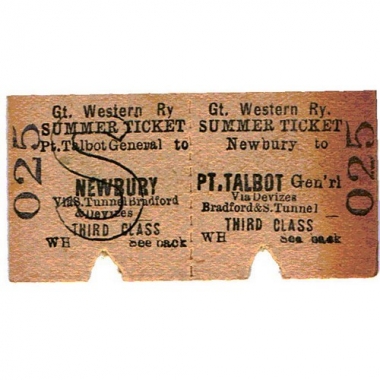 025
Gt. Western Ry
SUMMER TICKET
Pt. Talbot General to
NEWBURY
Via S. Tunnel Bradford
& Devizes
THIRD CLASS
WH See back
Gt. Western Ry.
SUMMER TICKET
Newbury to
PT. TALBOT Gen'rl
Via Devizes
Bradford & S. Tunnel
THIRD CLASS
WH See back
025